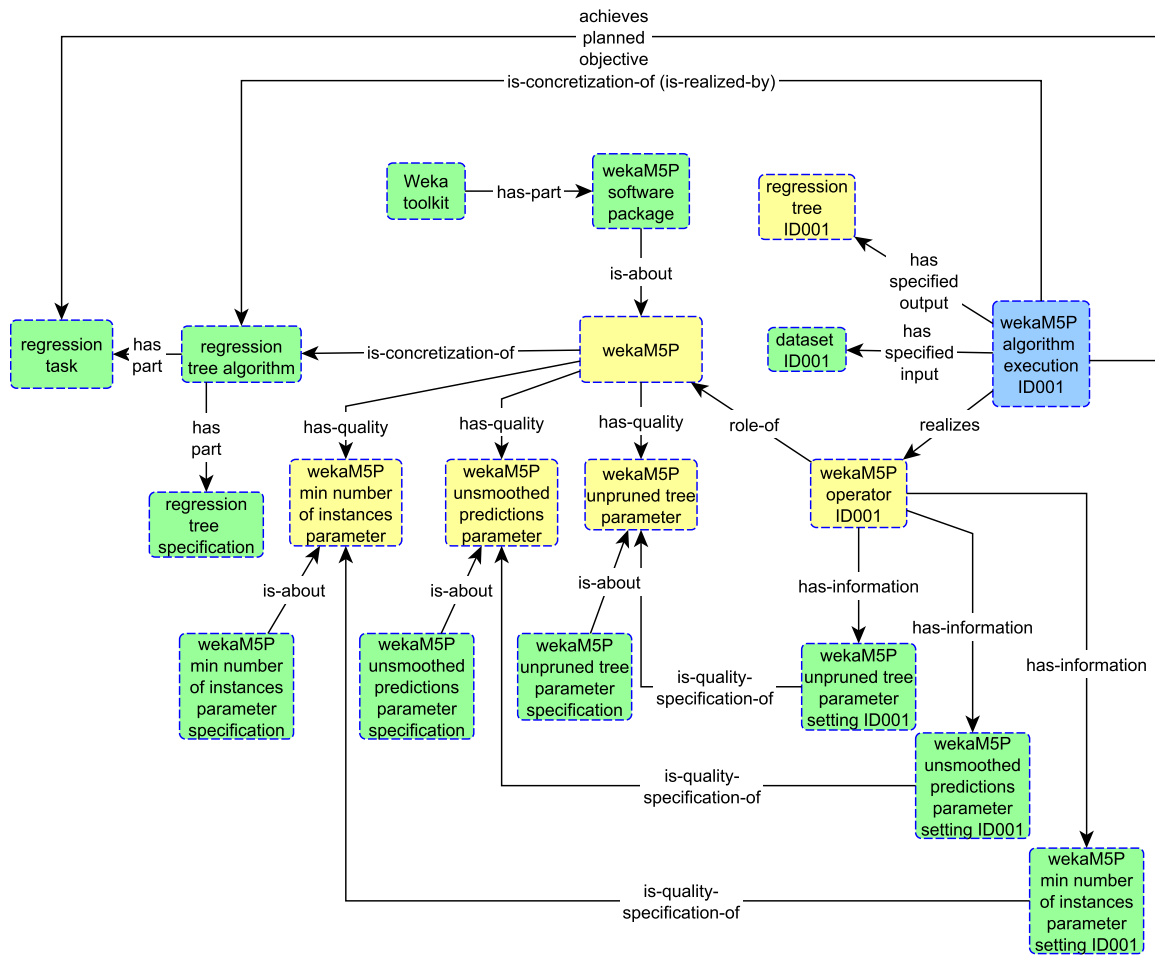 achieves
planned
objective
is-concretization-of (is-realized-by)
Weka
toolkit
has-part
wekaM5P
software
package
regression
tree
ID001
is-about
has
specified
output
regression
task
has
part
regression
tree algorithm
is-concretization-of
wekaM5P
dataset
ID001
has
specified
input
wekaM5P
algorithm
execution
ID001
has
part
has-quality
has-quality
has-quality
role-of
realizes
regression
tree
specification
wekaM5P
min number
of instances
parameter
wekaM5P
unsmoothed
predictions
parameter
wekaM5P
unpruned tree
parameter
wekaM5P
operator
ID001
is-about
is-about
is-about
has-information
has-information
has-information
wekaM5P
min number
of instances
parameter
specification
wekaM5P
unsmoothed
predictions
parameter
specification
wekaM5P
unpruned tree
parameter
specification
is-quality-
specification-of
wekaM5P
unpruned tree
parameter
setting ID001
is-quality-
specification-of
wekaM5P
unsmoothed
predictions
parameter
setting ID001
is-quality-
specification-of
wekaM5P
min number
of instances
parameter
setting ID001